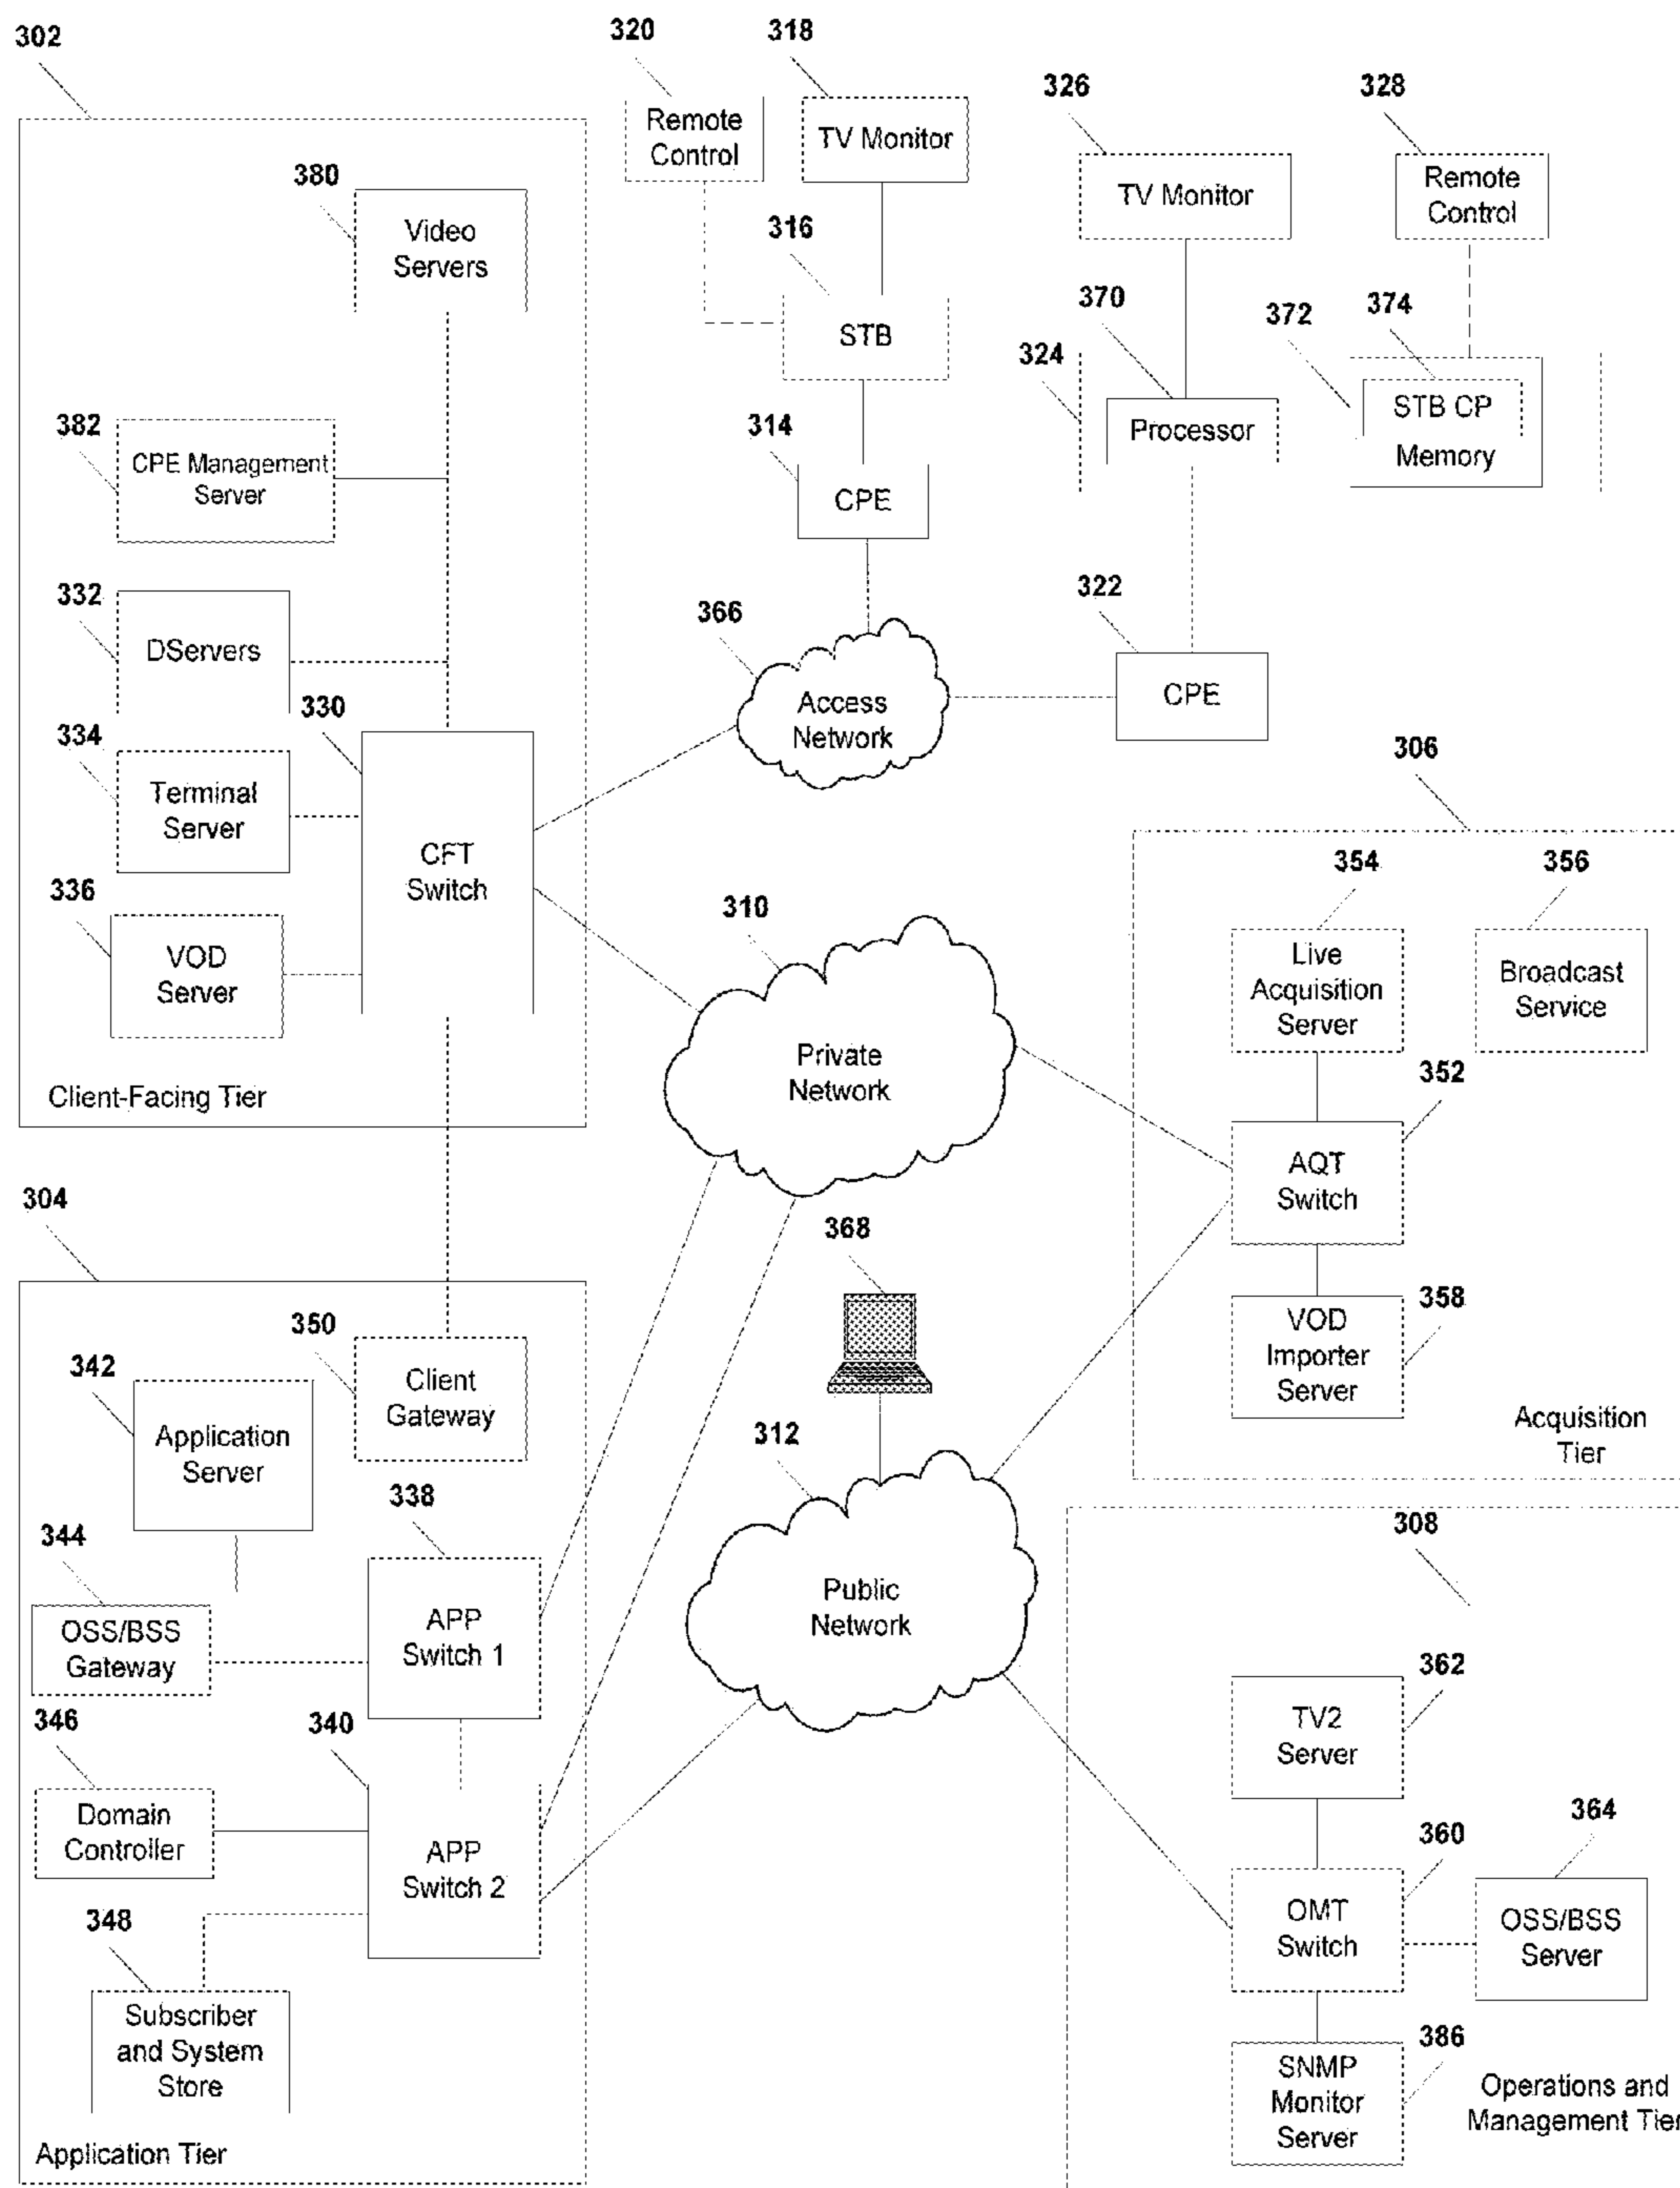 302
320
318
326
328
Remote
Control
TV Monitor
TV Monitor
Remote
Control
380
Video
Servers
316
STB
370
372
374
324
Processor
STB CP
Memory
382
CPE Management
Server
314
CPE
332
DServers
366
Access
Network
322
CPE
330
334
Terminal
Server
CFT
Switch
336
VOD
Server
Client-Facing Tier
310
Private
Network
306
354
356
Live
Acquisition
Server
Broadcast
Service
352
AQT
Switch
358
VOD
Importer
Server
Acquisition
Tier
304
368
350
Client
Gateway
342
Application
Server
312
Public
Network
338
344
OSS/BSS
Gateway
APP
Switch 1
346
Domain
Controller
340
APP
Switch 2
348
Subscriber
and System
Store
Application Tier
308
362
TV2
Server
360
364
OMT
Switch
OSS/BSS
Server
386
SNMP
Monitor
Server
Operations and
Management Tier